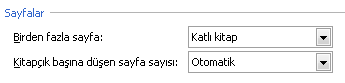 Sayfalar
Birden fazla sayfa: Katlı kitap
Kitapçık başına düşen sayfa sayısı: Otomatik